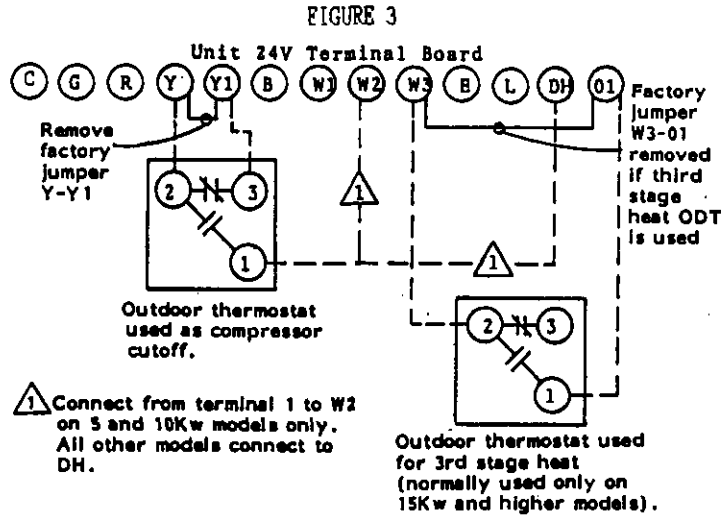 FIGURE 3
Unit 24V Terminal Board
C G R Y Y1 B W1 W2 W3 E L DH 01
Remove
factory
jumper
Y-Y1
Factory
jumper
W3-01
removed
if third
stage
heat ODT
is used
2 3
1
1
1
Outdoor thermostat
used as compressor
cutoff.
2 3
1
1 Connect from terminal 1 to W2
on 5 and 10Kw models only.
All other models connect to
DH.
Outdoor thermostat used
for 3rd stage heat
(normally used only on
15Kw and higher models).